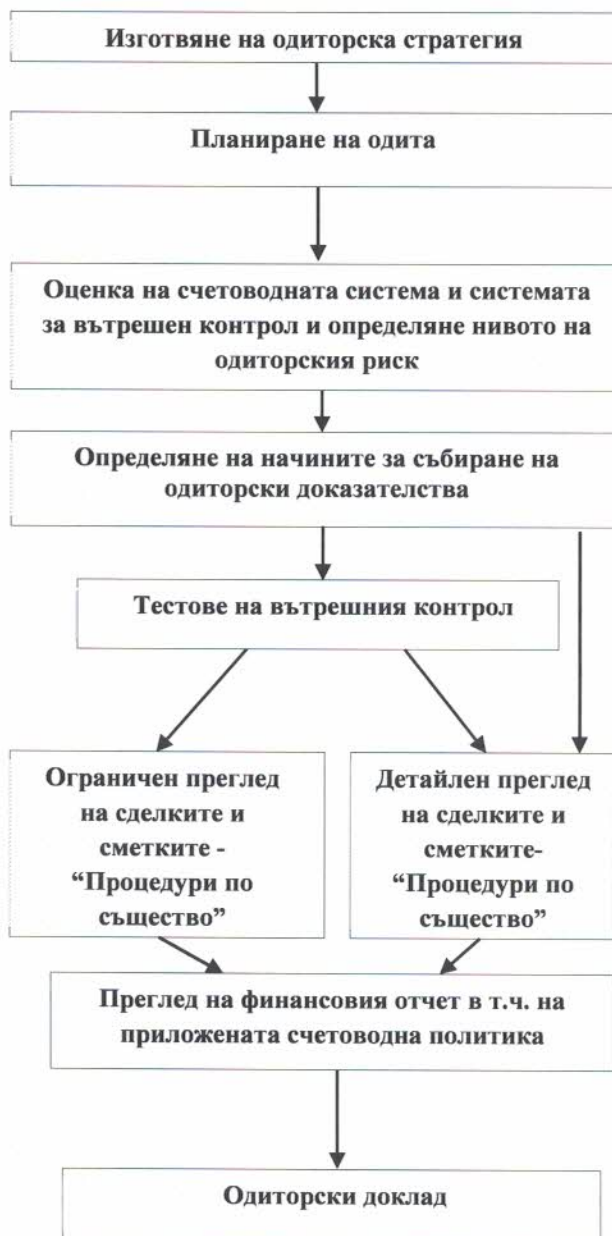 Изготвяне на одиторска стратегия
Планиране на одита
Оценка на счетоводната система и системата
за вътрешен контрол и определяне нивото на
одиторския риск
Определяне на начините за събиране на
одиторски доказателства
Тестове на вътрешния контрол
Ограничен преглед
на сделките и
сметките -
“Процедури по
същество”
Детайлен преглед
на сделките и
сметките-
“Процедури по
същество”
Преглед на финансовия отчет в т.ч. на
приложената счетоводна политика
Одиторски доклад